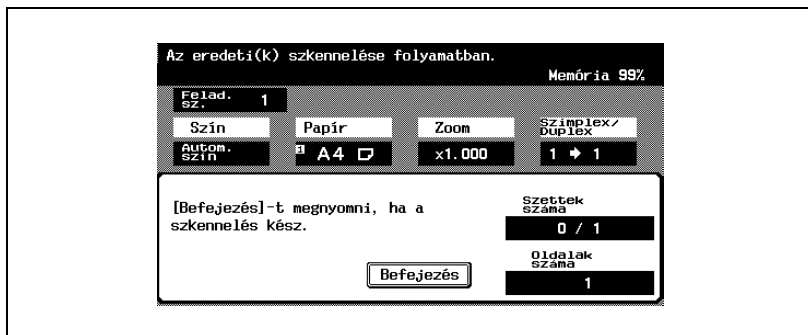 Az eredeti(k) szkennelése folyamatban.
Memória 99%
Felad.
sz. 1
Szín Papír Zoom Szimplex/
Duplex
Autom.
szín
1 A4 x1.000 1 → 1
[Befejezés]-t megnyomni, ha a
szkennelés kész.
Szettek
száma
0 / 1
Befejezés
Oldalak
száma
1